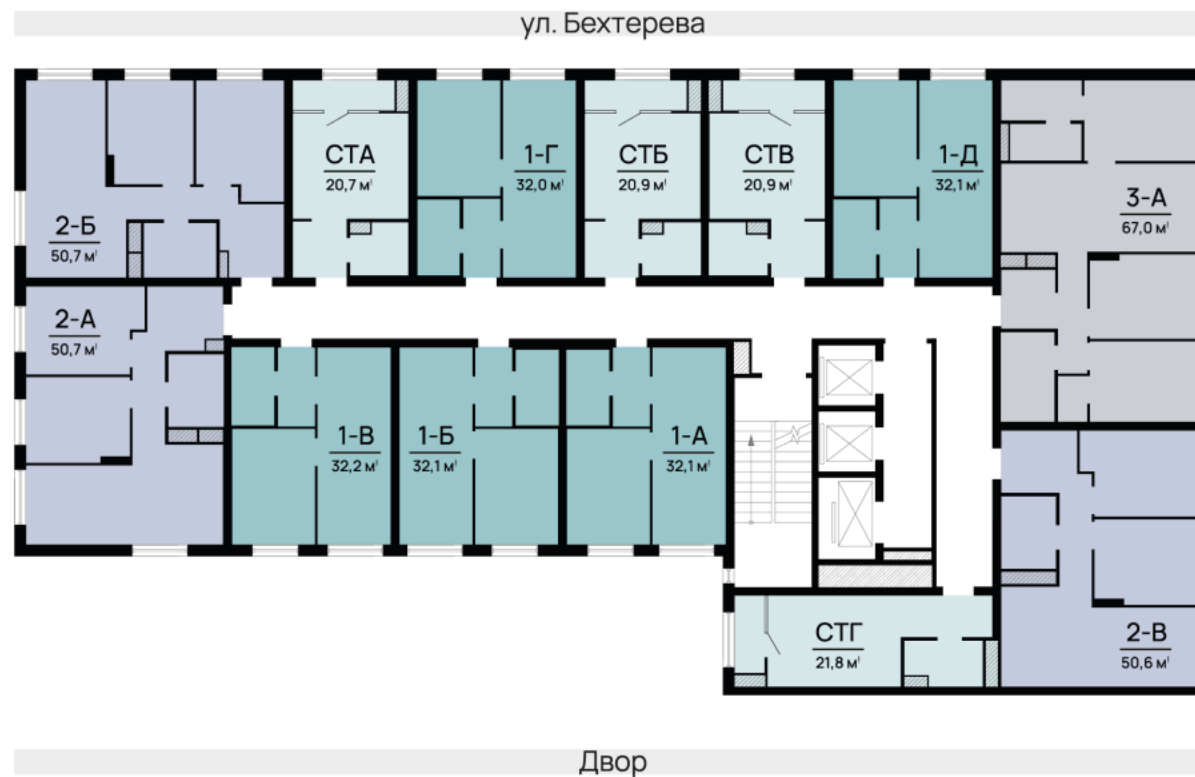 ул. Бехтерева
СТА
20,7 м²
1-Г
32,0 м²
СТБ
20,9 м²
СТВ
20,9 м²
1-Д
32,1 м²
3-А
67,0 м²
2-Б
50,7 м²
2-А
50,7 м²
1-В
32,2 м²
1-Б
32,1 м²
1-А
32,1 м²
СТГ
21,8 м²
2-В
50,6 м²
Двор